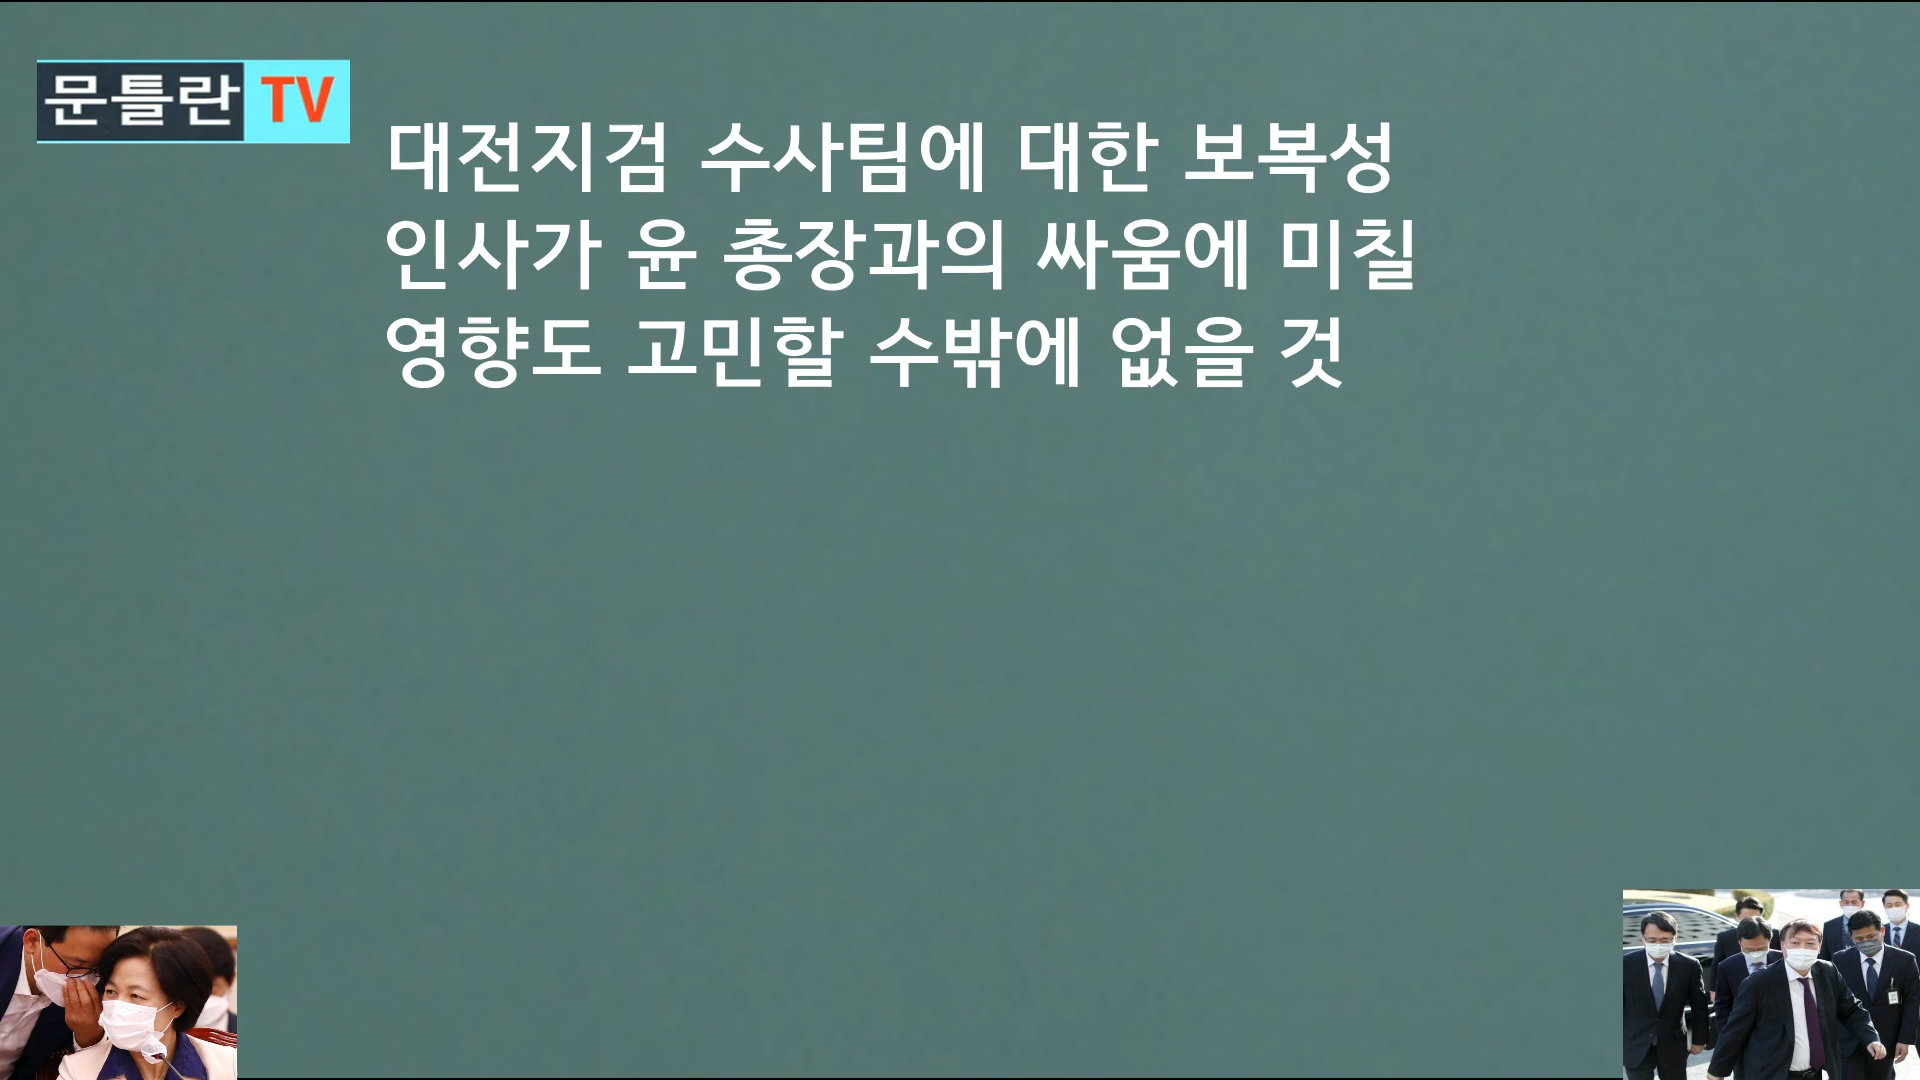 문틀란 TV
대전지검 수사팀에 대한 보복성
인사가 윤 총장과의 싸움에 미칠
영향도 고민할 수밖에 없을 것